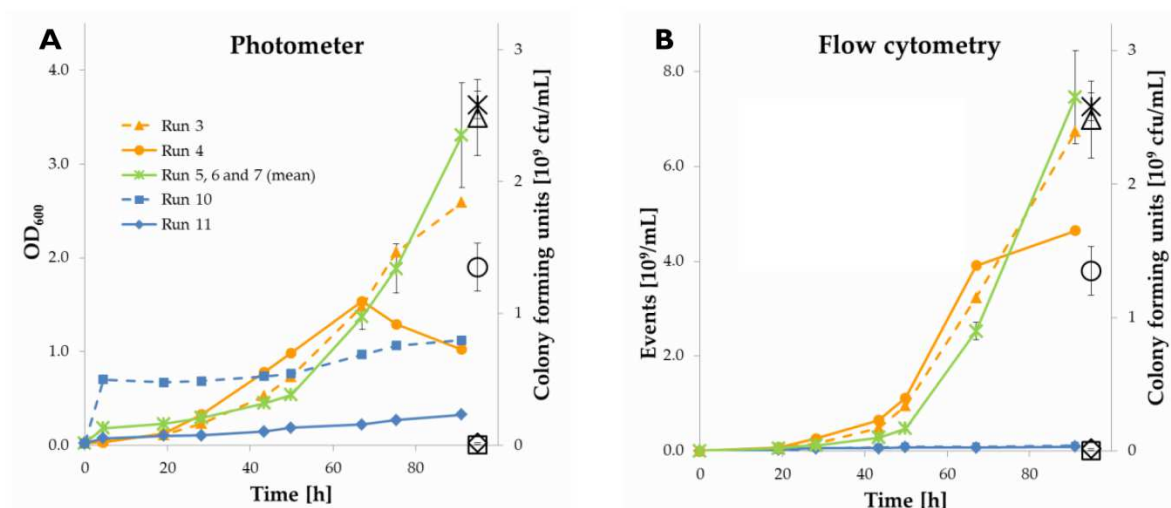 A
Photometer
OD600
4.0
3.0
2.0
1.0
0.0
Run 3
Run 4
Run 5, 6 and 7 (mean)
Run 10
Run 11
0
20
40
60
80
Time [h]
3
2
1
0
Colony forming units [10⁹ cfu/mL]
B
Flow cytometry
Events [10⁹/mL]
8.0
6.0
4.0
2.0
0.0
0
20
40
60
80
Time [h]
3
2
1
0
Colony forming units [10⁹ cfu/mL]